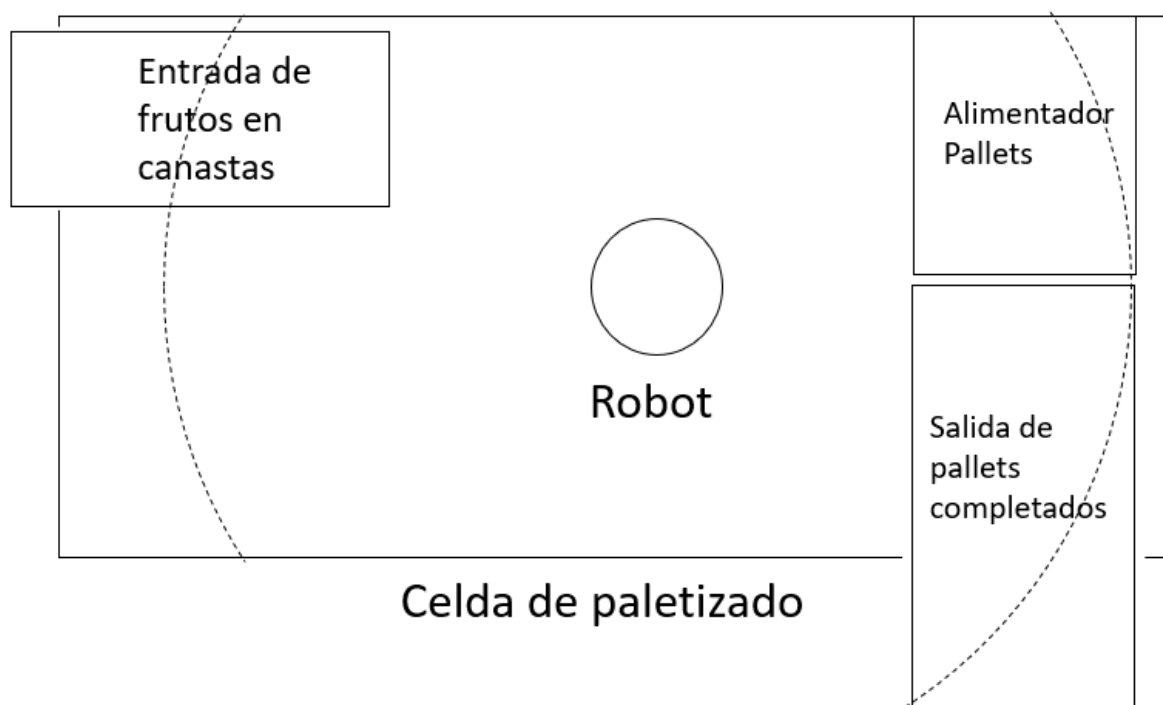 Entrada de
frutos en
canastas
Alimentador
Pallets
Robot
Salida de
pallets
completados
Celda de paletizado